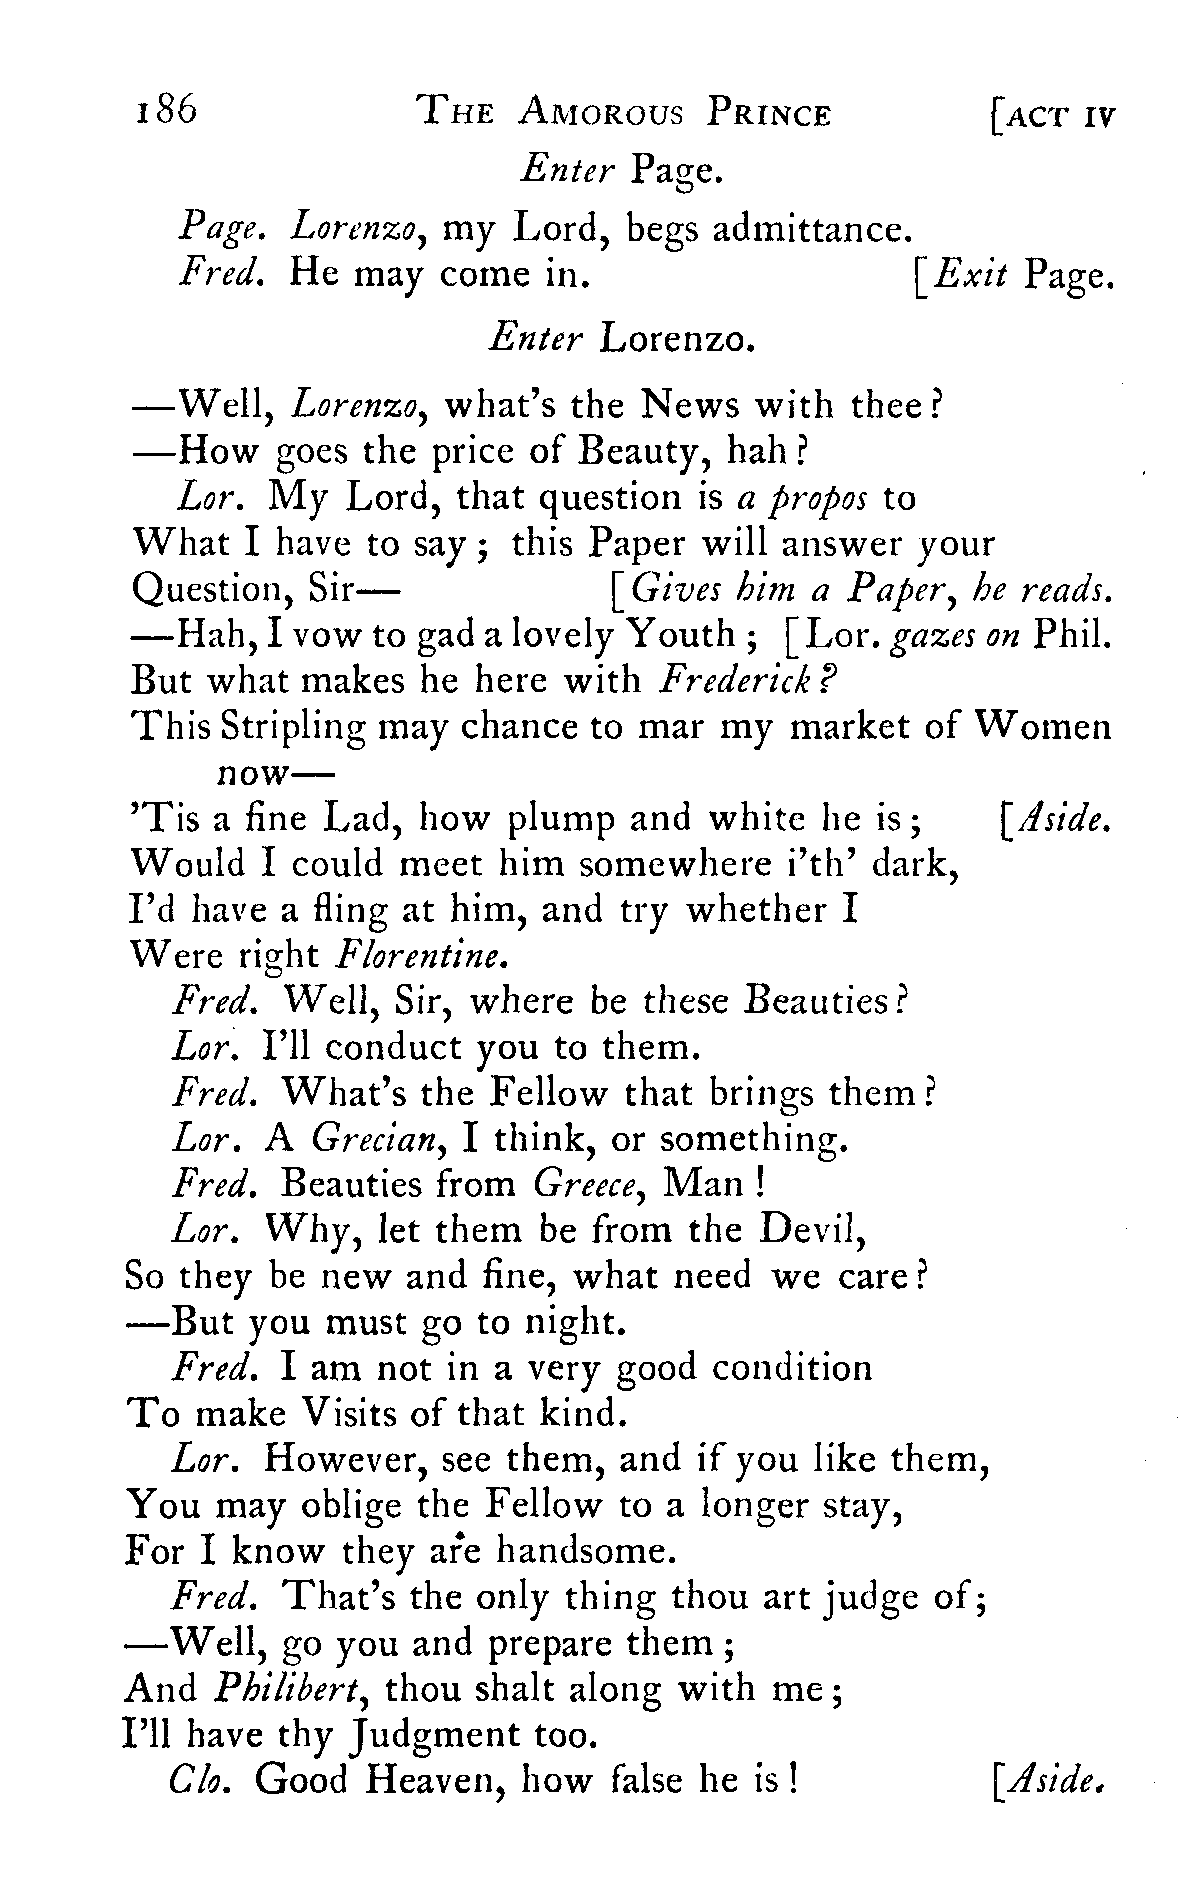 186 The Amorous Prince [ACT IV
Enter Page.
Page. Lorenzo, my Lord, begs admittance.
Fred. He may come in. [Exit Page.
Enter Lorenzo.
—Well, Lorenzo, what's the News with thee?
—How goes the price of Beauty, hah?
Lor. My Lord, that question is a propos to
What I have to say; this Paper will answer your
Question, Sir— [Gives him a Paper, he reads.
—Hah, I vow to gad a lovely Youth; [Lor. gazes on Phil.
But what makes he here with Frederick?
This Stripling may chance to mar my market of Women
now—
'Tis a fine Lad, how plump and white he is; [Aside.
Would I could meet him somewhere i'th' dark,
I'd have a fling at him, and try whether I
Were right Florentine.
Fred. Well, Sir, where be these Beauties?
Lor. I'll conduct you to them.
Fred. What's the Fellow that brings them?
Lor. A Grecian, I think, or something.
Fred. Beauties from Greece, Man!
Lor. Why, let them be from the Devil,
So they be new and fine, what need we care?
—But you must go to night.
Fred. I am not in a very good condition
To make Visits of that kind.
Lor. However, see them, and if you like them,
You may oblige the Fellow to a longer stay,
For I know they are handsome.
Fred. That's the only thing thou art judge of;
—Well, go you and prepare them;
And Philibert, thou shalt along with me;
I'll have thy Judgment too.
Clo. Good Heaven, how false he is! [Aside.